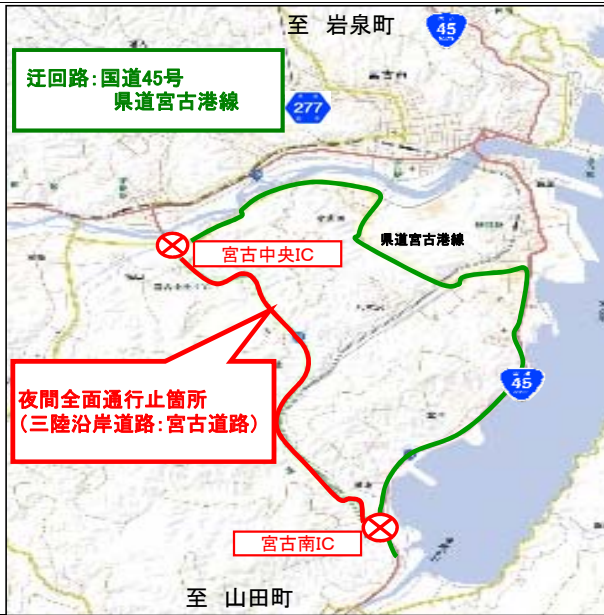 至 岩泉町
45
迂回路:国道45号
県道宮古港線
277
県道宮古港線
宮古中央IC
夜間全面通行止箇所
(三陸沿岸道路:宮古道路)
45
宮古南IC
至 山田町